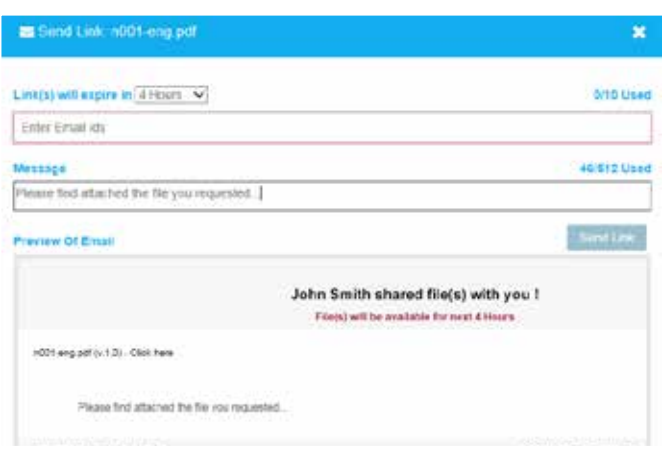 Send Link: n001-eng.pdf
Link(s) will expire in 4 Hours
0/10 Used
Enter Email ids
Message
46/512 Used
Please find attached the file you requested...
Preview Of Email
Send Link
John Smith shared file(s) with you !
File(s) will be available for next 4 Hours
n001-eng.pdf (v.1.0) - Click here
Please find attached the file you requested...